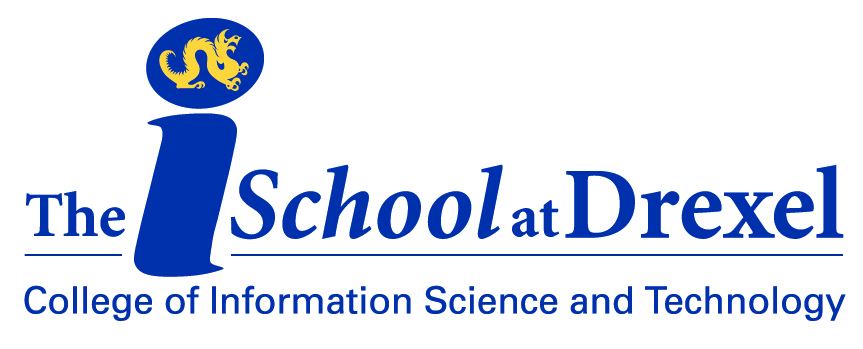 The iSchool at Drexel
College of Information Science and Technology